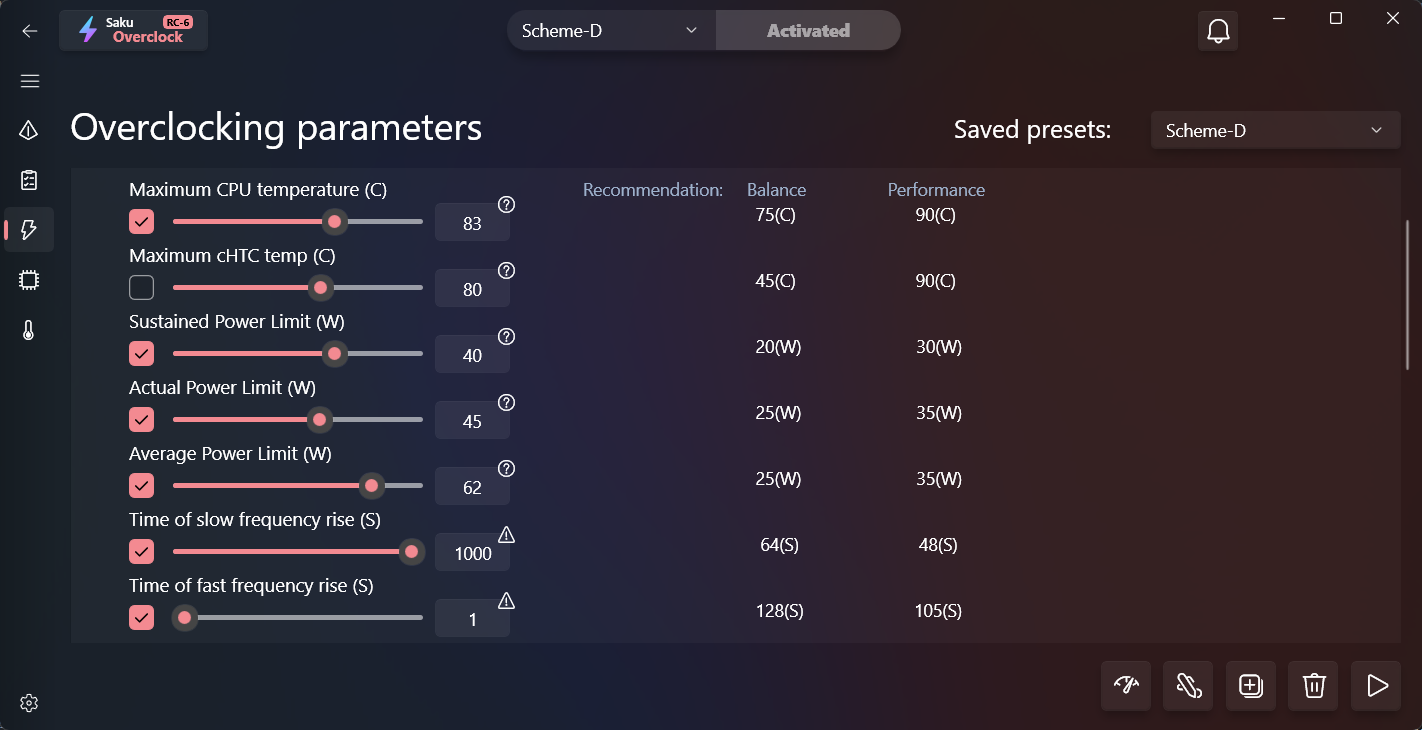 Saku RC-6
Overclock
Scheme-D
Activated
Overclocking parameters
Saved presets:
Scheme-D
Maximum CPU temperature (C)
Recommendation: Balance Performance
83 75(C) 90(C)
Maximum cHTC temp (C)
80 45(C) 90(C)
Sustained Power Limit (W)
40 20(W) 30(W)
Actual Power Limit (W)
45 25(W) 35(W)
Average Power Limit (W)
62 25(W) 35(W)
Time of slow frequency rise (S)
1000 64(S) 48(S)
Time of fast frequency rise (S)
1 128(S) 105(S)